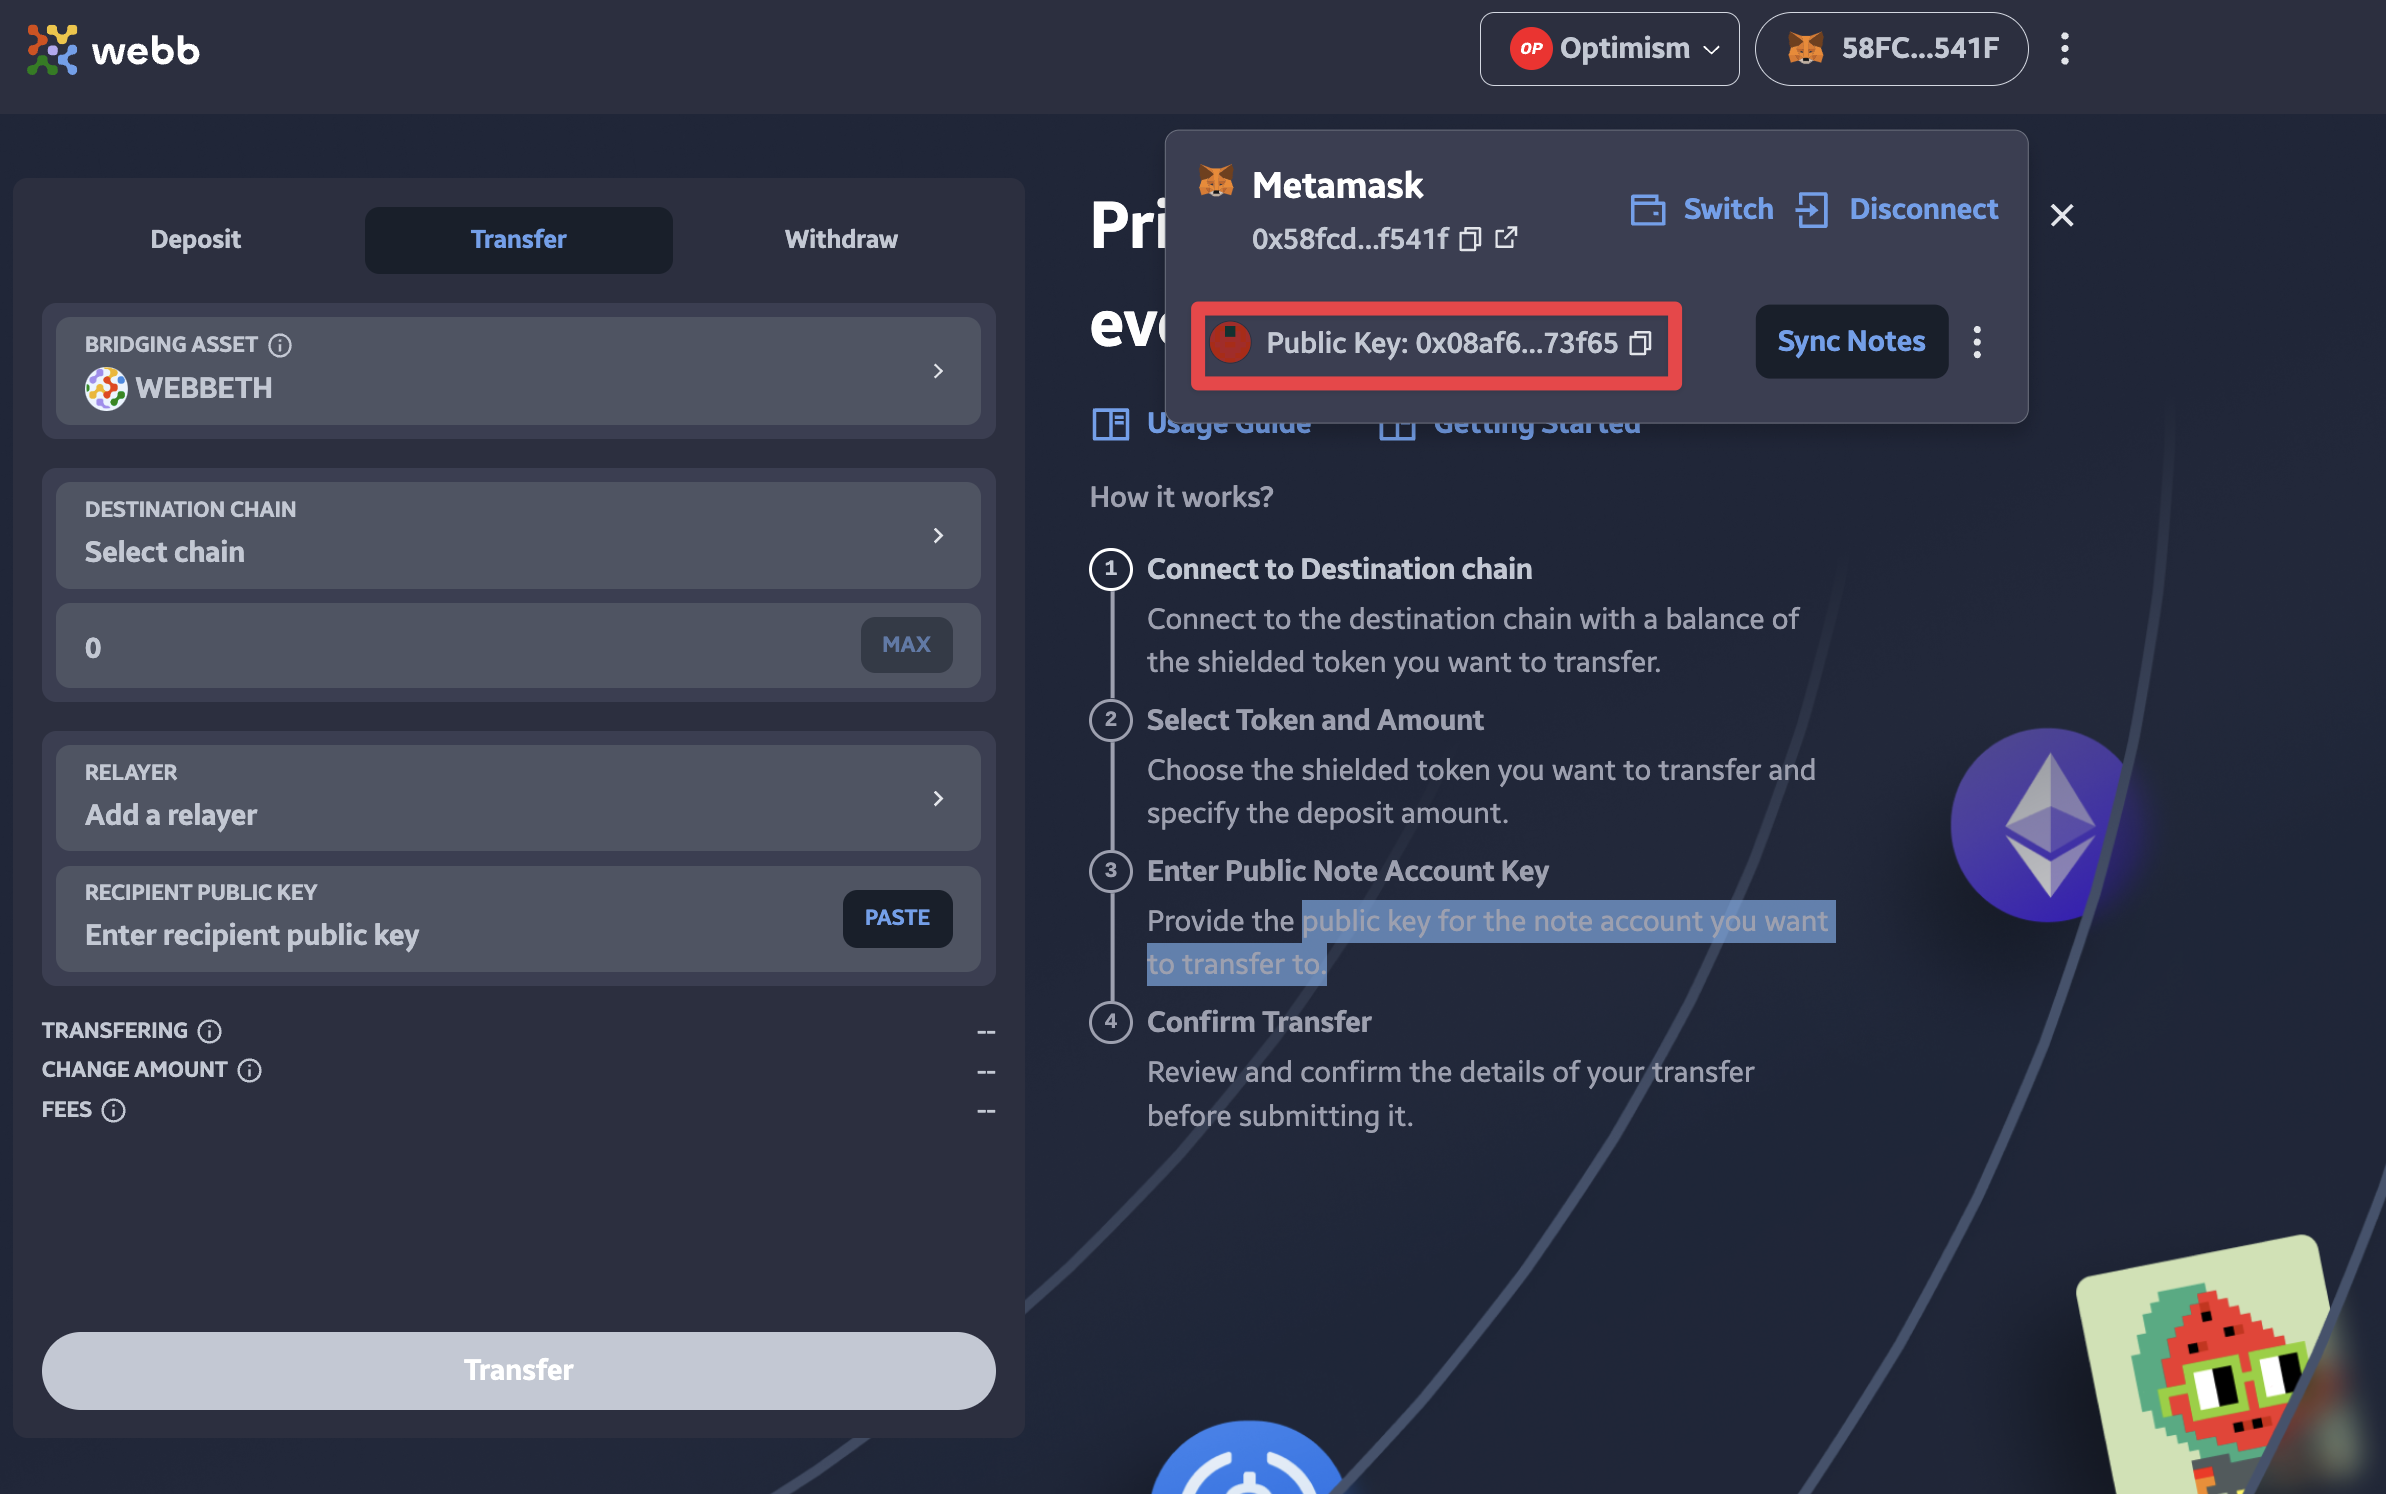 webb
OP Optimism
58FC...541F
Deposit
Transfer
Withdraw
BRIDGING ASSET
WEBBETH
DESTINATION CHAIN
Select chain
0
MAX
RELAYER
Add a relayer
RECIPIENT PUBLIC KEY
Enter recipient public key
PASTE
TRANSFERING
--
CHANGE AMOUNT
--
FEES
--
Transfer
Metamask
0x58fcd...f541f
Switch
Disconnect
Public Key: 0x08af6...73f65
Sync Notes
Usage Guide
Getting Started
How it works?
1
Connect to Destination chain
Connect to the destination chain with a balance of
the shielded token you want to transfer.
2
Select Token and Amount
Choose the shielded token you want to transfer and
specify the deposit amount.
3
Enter Public Note Account Key
Provide the public key for the note account you want
to transfer to.
4
Confirm Transfer
Review and confirm the details of your transfer
before submitting it.